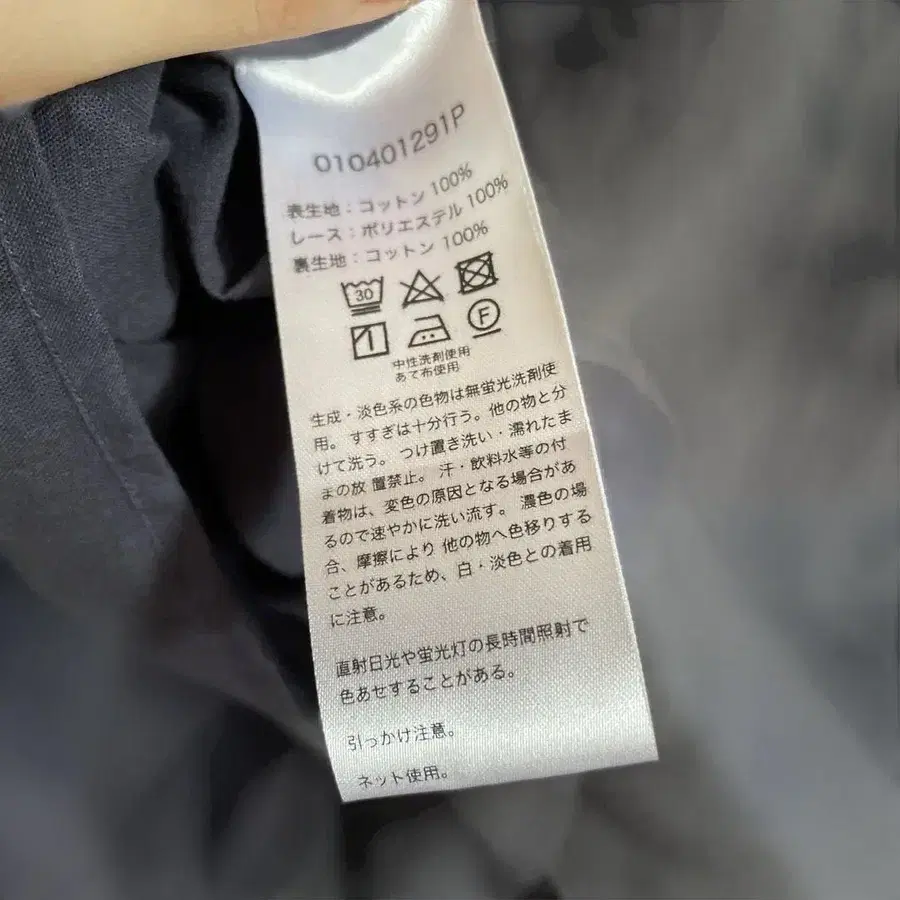 010401291P
表生地：コットン 100%
レース：ポリエステル 100%
裏生地：コットン 100%
30
F
中性洗剤使用
あて布使用
生成・淡色系の色物は無蛍光洗剤使
用。すすぎは十分行う。他の物と分
けて洗う。つけ置き洗い・濡れたま
まの放 置禁止。 汗・飲料水等の付
着物は、変色の原因となる場合があ
るので速やかに洗い流す。 濃色の場
合、摩擦により 他の物へ色移りする
ことがあるため、白・淡色との着用
に注意。
直射日光や蛍光灯の長時間照射で
色あせすることがある。
引っかけ注意。
ネット使用。